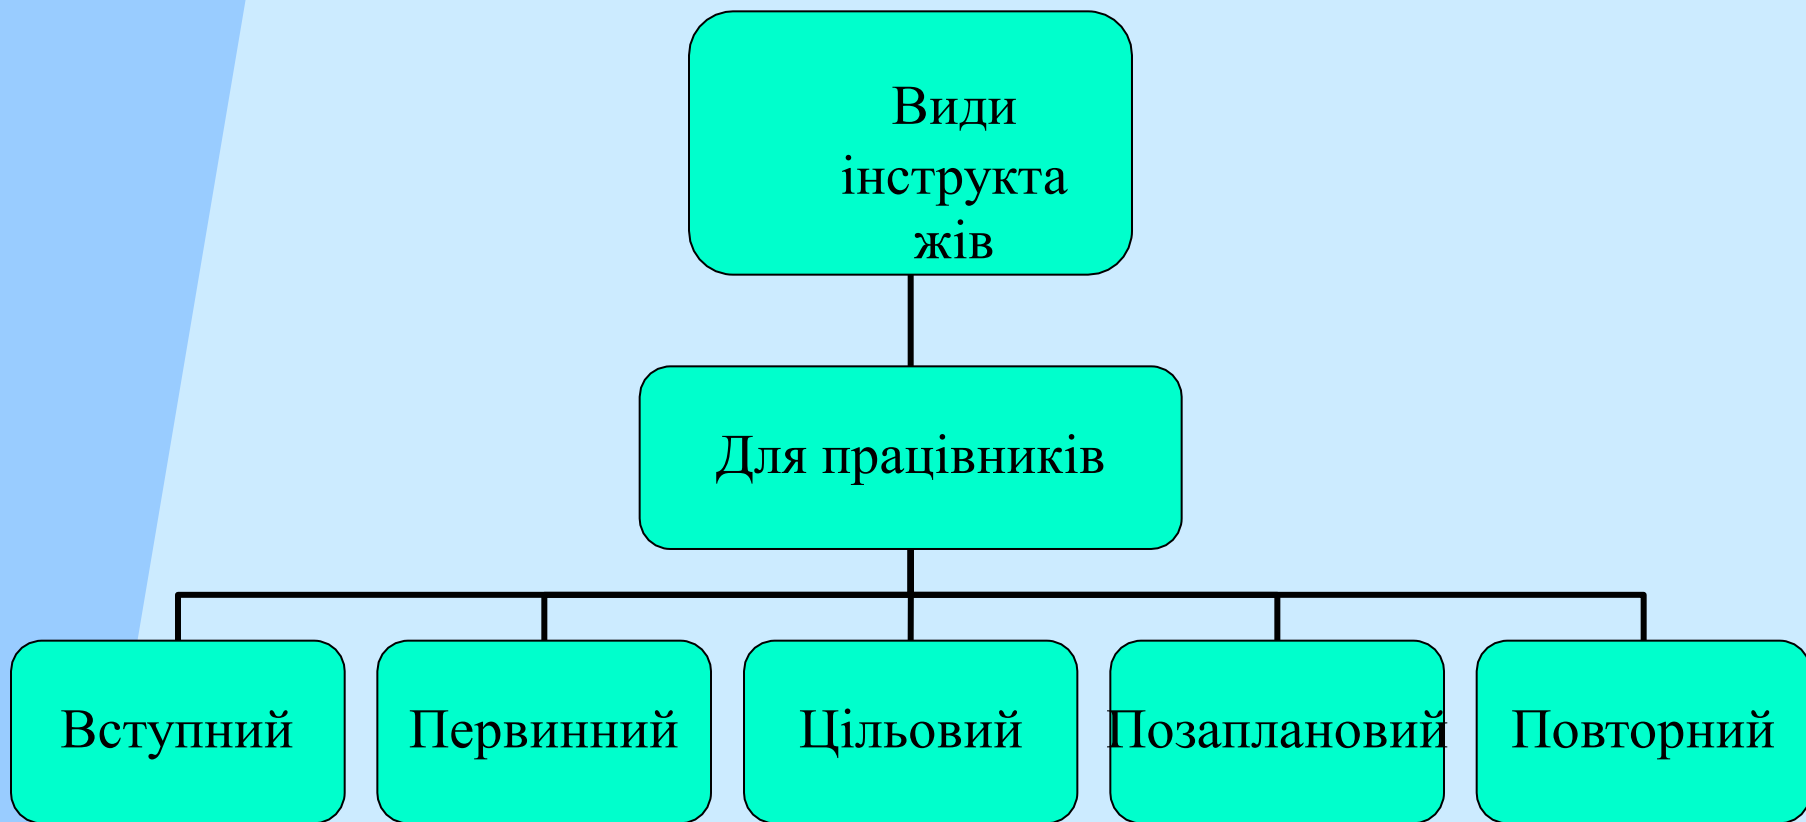 Види
інструкта
жів
Для працівників
Вступний
Первинний
Цільовий
Позаплановий
Повторний